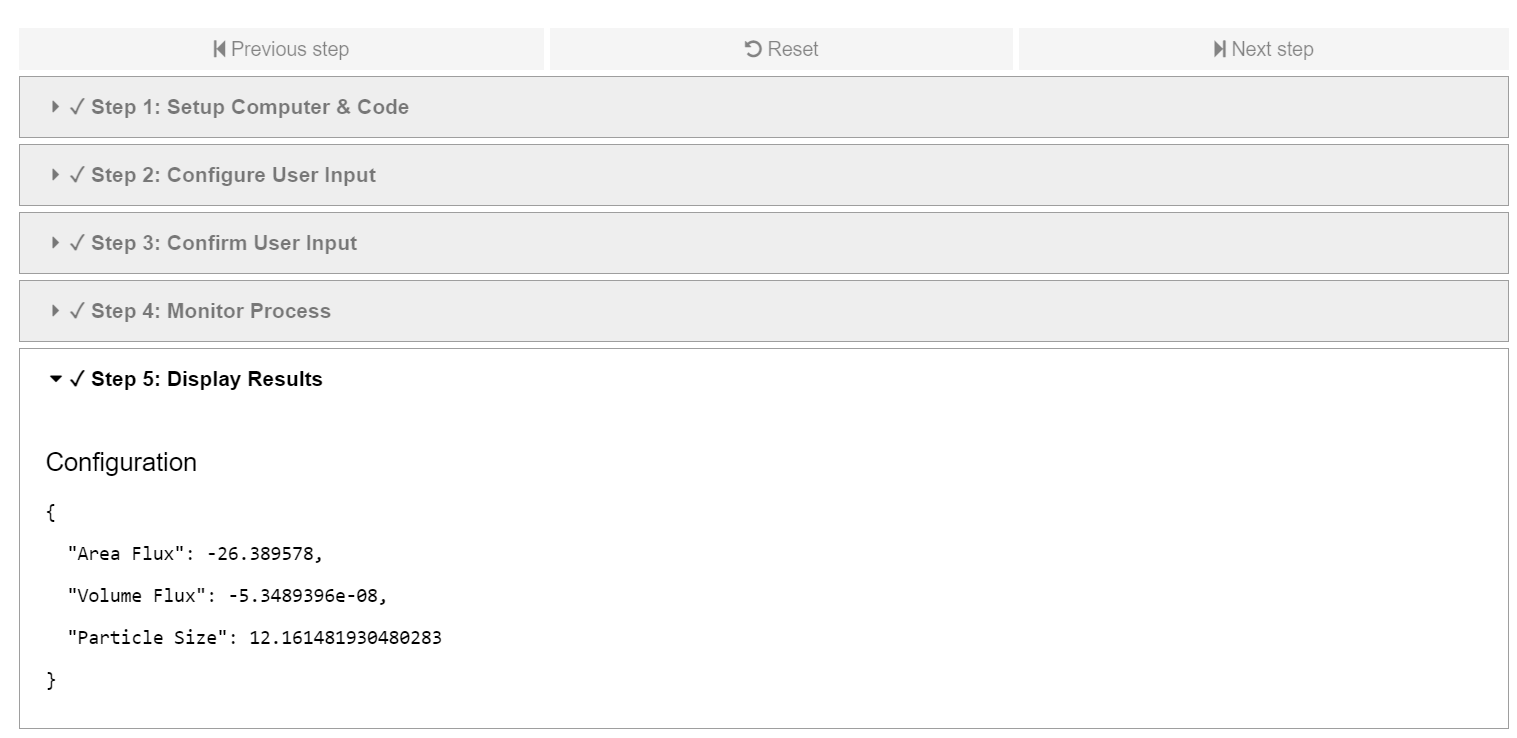 Previous step
Reset
Next step
✓ Step 1: Setup Computer & Code
✓ Step 2: Configure User Input
✓ Step 3: Confirm User Input
✓ Step 4: Monitor Process
✓ Step 5: Display Results
Configuration
{
"Area Flux": -26.389578,
"Volume Flux": -5.3489396e-08,
"Particle Size": 12.161481930480283
}